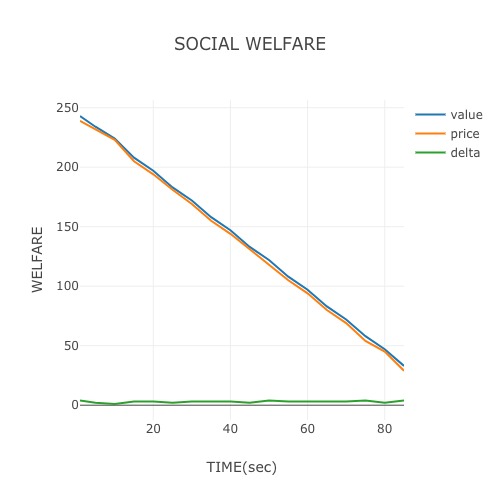 SOCIAL WELFARE
250
200
150
100
50
0
WELFARE
20 40 60 80
TIME(sec)
value
price
delta